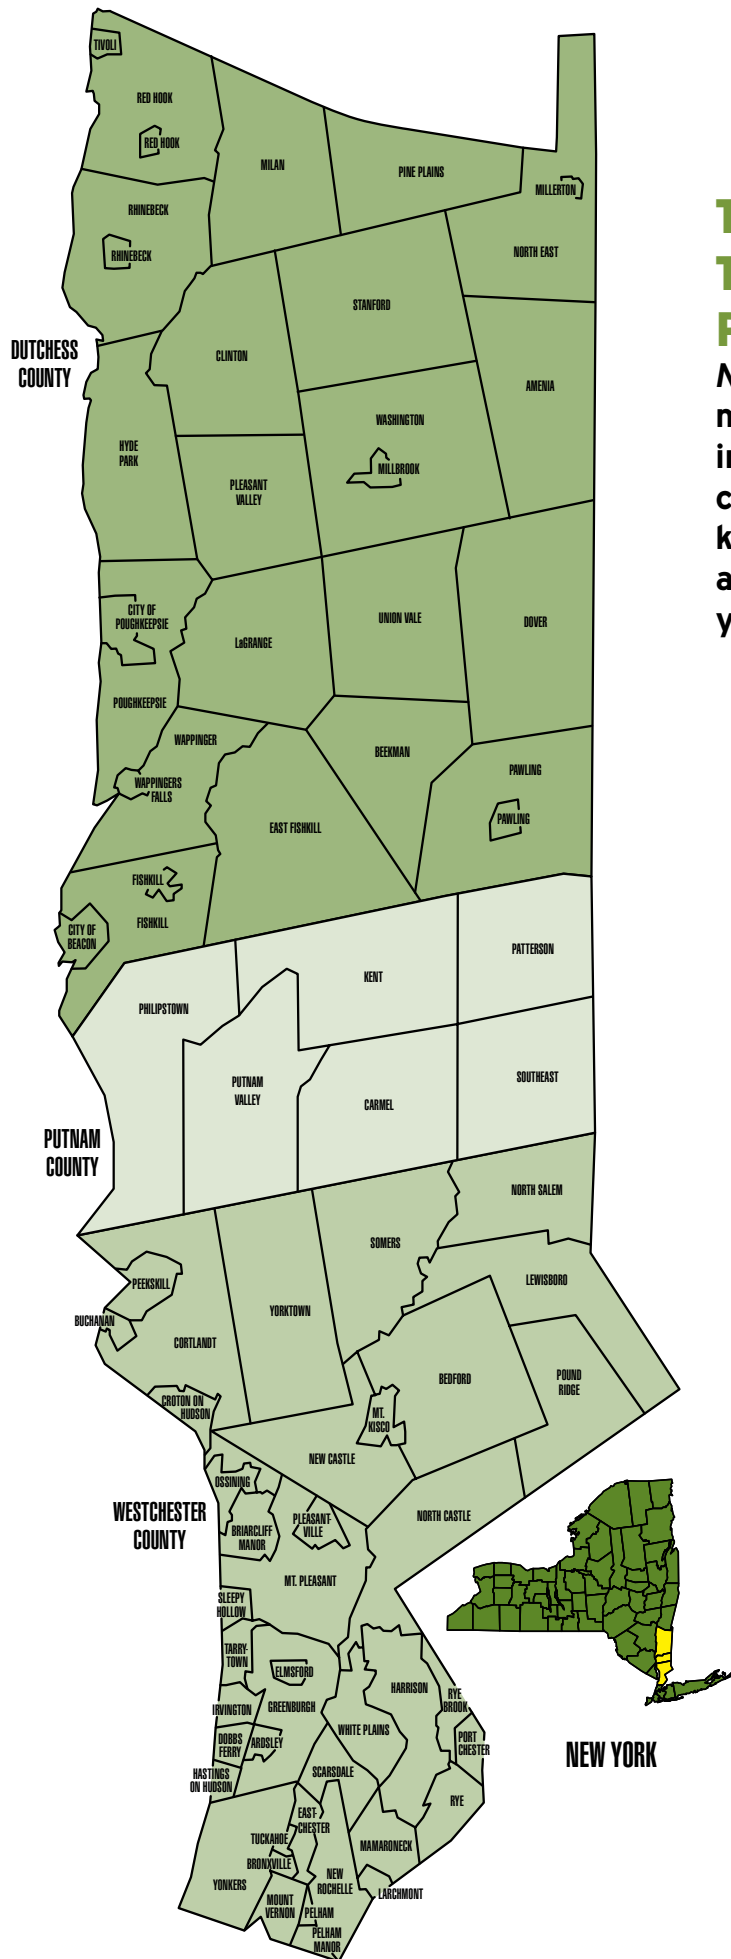 TIVOLI
RED HOOK
RED HOOK
MILAN
PINE PLAINS
MILLERTON
RHINEBECK
RHINEBECK
NORTH EAST
STANFORD
DUTCHESS
COUNTY
CLINTON
AMENIA
WASHINGTON
HYDE
PARK
MILLBROOK
PLEASANT
VALLEY
CITY OF
POUGHKEEPSIE
UNION VALE
DOVER
LaGRANGE
POUGHKEEPSIE
WAPPINGER
BEEKMAN
PAWLING
WAPPINGERS
FALLS
PAWLING
EAST FISHKILL
FISHKILL
FISHKILL
CITY OF
BEACON
PATTERSON
KENT
PHILIPSTOWN
PUTNAM
VALLEY
SOUTHEAST
CARMEL
PUTNAM
COUNTY
NORTH SALEM
SOMERS
PEEKSKILL
LEWISBORO
YORKTOWN
BUCHANAN
CORTLANDT
BEDFORD
POUND
RIDGE
CROTON ON
HUDSON
MT.
KISCO
NEW CASTLE
OSSINING
WESTCHESTER
COUNTY
PLEASANT-
VILLE
NORTH CASTLE
BRIARCLIFF
MANOR
MT. PLEASANT
SLEEPY
HOLLOW
TARRY-
TOWN
ELMSFORD
HARRISON
RYE
BROOK
IRVINGTON
GREENBURGH
WHITE PLAINS
PORT
CHESTER
DOBBS
FERRY
ARDSLEY
HASTINGS
ON HUDSON
SCARSDALE
RYE
EAST-
CHESTER
TUCKAHOE
MAMARONECK
BRONXVILLE
YONKERS
NEW
ROCHELLE
LARCHMONT
MOUNT
VERNON
PELHAM
PELHAM
MANOR
NEW YORK